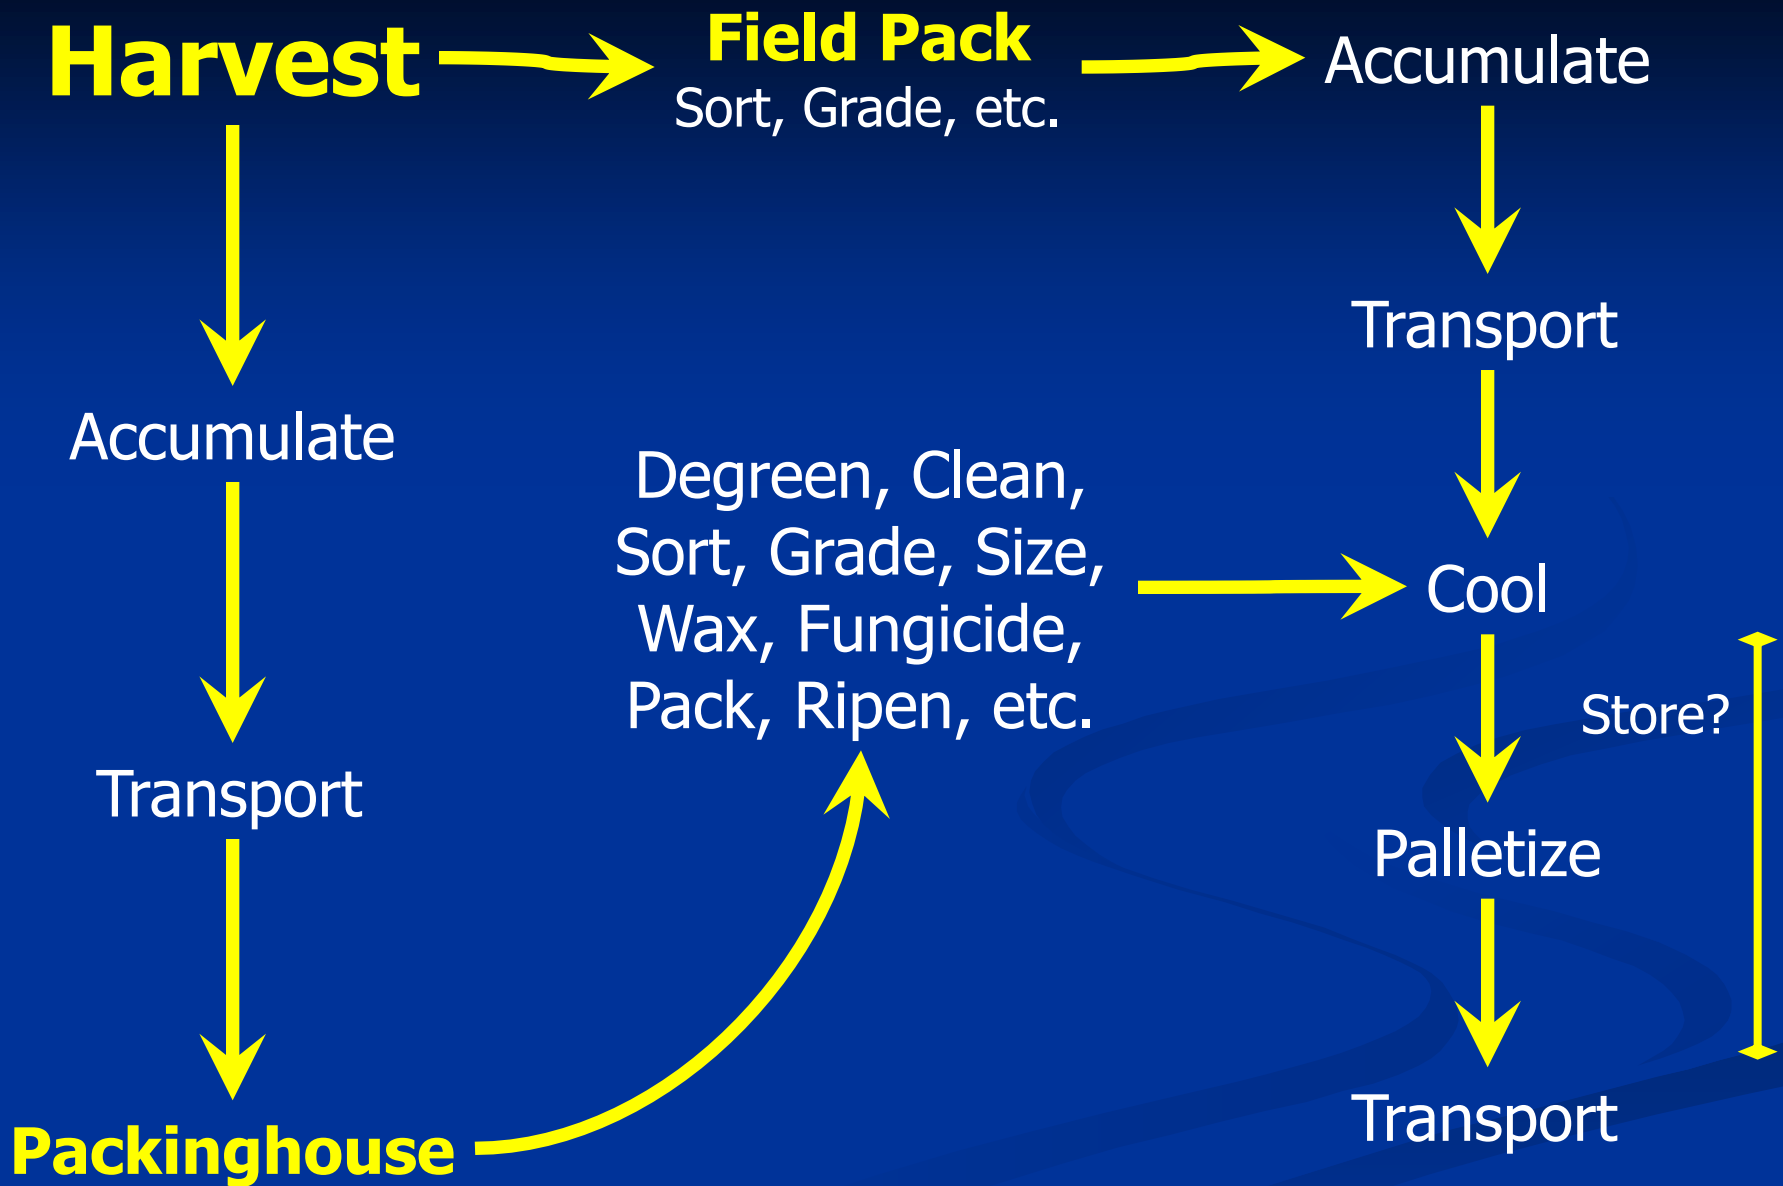 Harvest
Field Pack
Sort, Grade, etc.
Accumulate
Transport
Accumulate
Degreen, Clean,
Sort, Grade, Size,
Wax, Fungicide,
Pack, Ripen, etc.
Cool
Store?
Transport
Palletize
Packinghouse
Transport